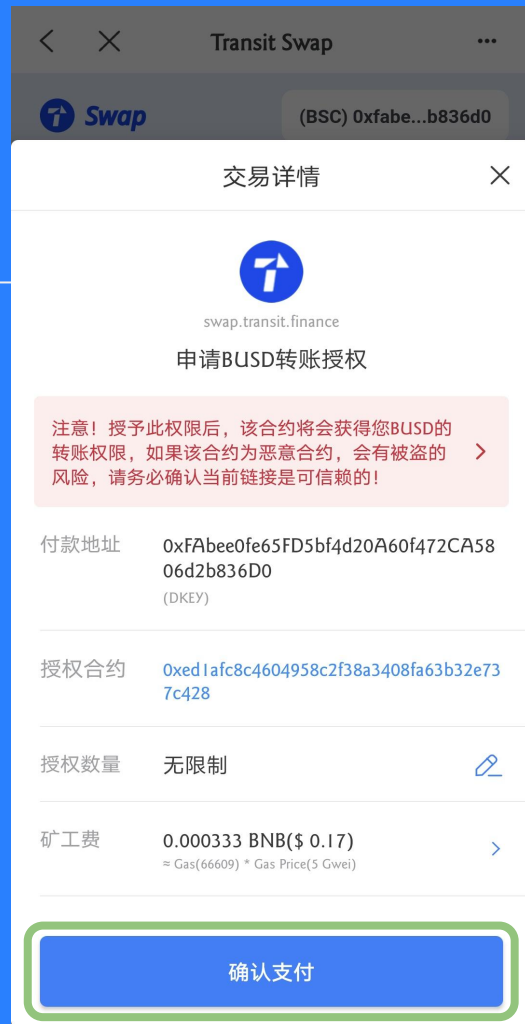 Transit Swap
Swap
(BSC) 0xfabe...b836d0
交易详情
swap.transit.finance
申请BUSD转账授权
注意！授予此权限后，该合约将会获得您BUSD的
转账权限，如果该合约为恶意合约，会有被盗的
风险，请务必确认当前链接是可信赖的！
付款地址
0xFAbee0fe65FD5bf4d20A60f472CA58
06d2b836D0
(DKEY)
授权合约
0xed1afc8c4604958c2f38a3408fa63b32e73
7c428
授权数量
无限制
矿工费
0.000333 BNB($ 0.17)
≈ Gas(66609) * Gas Price(5 Gwei)
确认支付